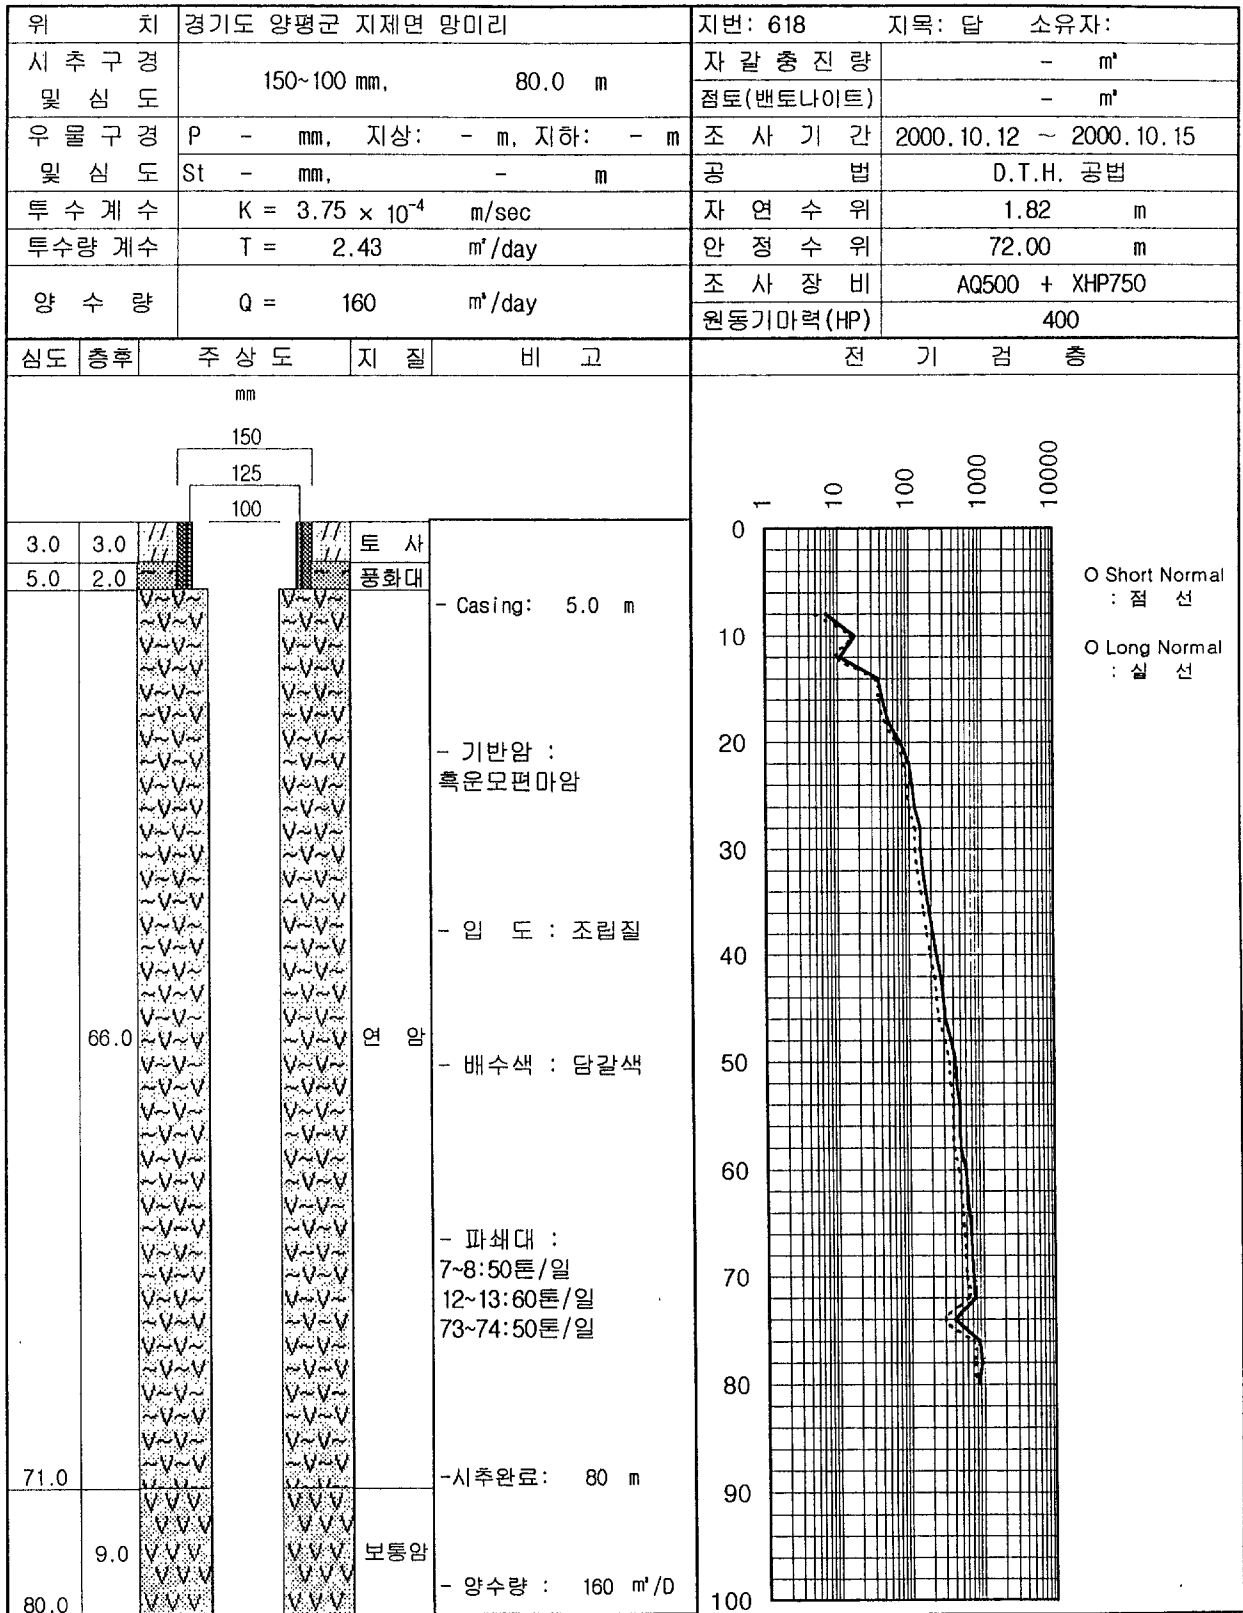 위 치 경기도 양평군 지제면 망미리 지번: 618 지목: 답 소유자:
시 추 구 경 및 심 도 150~100 mm, 80.0 m
자 갈 충 진 량 - m³
점토(밴토나이트) - m³
우 물 구 경 및 심 도 P - mm, 지상: - m, 지하: - m
St - mm, - m
조 사 기 간 2000.10.12 ~ 2000.10.15
공 법 D.T.H. 공법
투 수 계 수 K = 3.75 × 10⁻⁴ m/sec
자 연 수 위 1.82 m
투수량 계수 T = 2.43 m²/day
안 정 수 위 72.00 m
양 수 량 Q = 160 m³/day
조 사 장 비 AQ500 + XHP750
원동기마력(HP) 400
심도 층후 주 상 도 지 질 비 고 전 기 검 층
mm
150
125
100
3.0 3.0 토 사
5.0 2.0 풍화대
- Casing: 5.0 m
- 기반암 :
흑운모편마암
- 입 도 : 조립질
66.0 연 암
- 배수색 : 담갈색
- 파쇄대 :
7~8:50톤/일
12~13:60톤/일
73~74:50톤/일
71.0
-시추완료: 80 m
9.0 보통암
- 양수량 : 160 m³/D
80.0
1 10 100 1000 10000
0
10
20
30
40
50
60
70
80
90
100
O Short Normal
: 점 선
O Long Normal
: 실 선